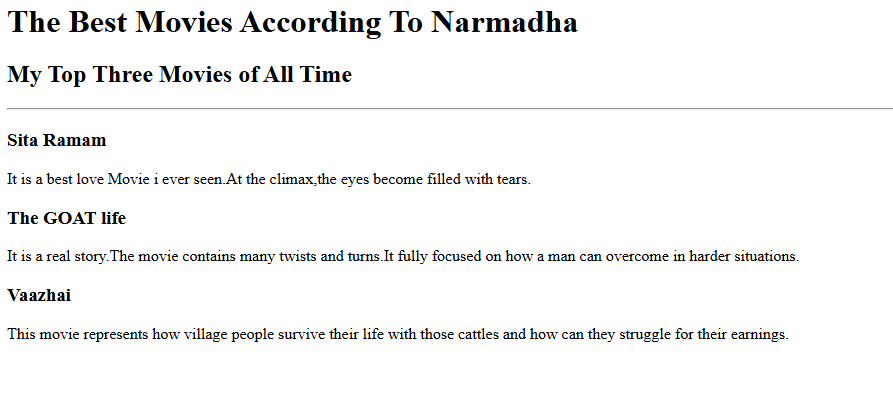 The Best Movies According To Narmadha
My Top Three Movies of All Time
Sita Ramam
It is a best love Movie i ever seen.At the climax,the eyes become filled with tears.
The GOAT life
It is a real story.The movie contains many twists and turns.It fully focused on how a man can overcome in harder situations.
Vaazhai
This movie represents how village people survive their life with those cattles and how can they struggle for their earnings.